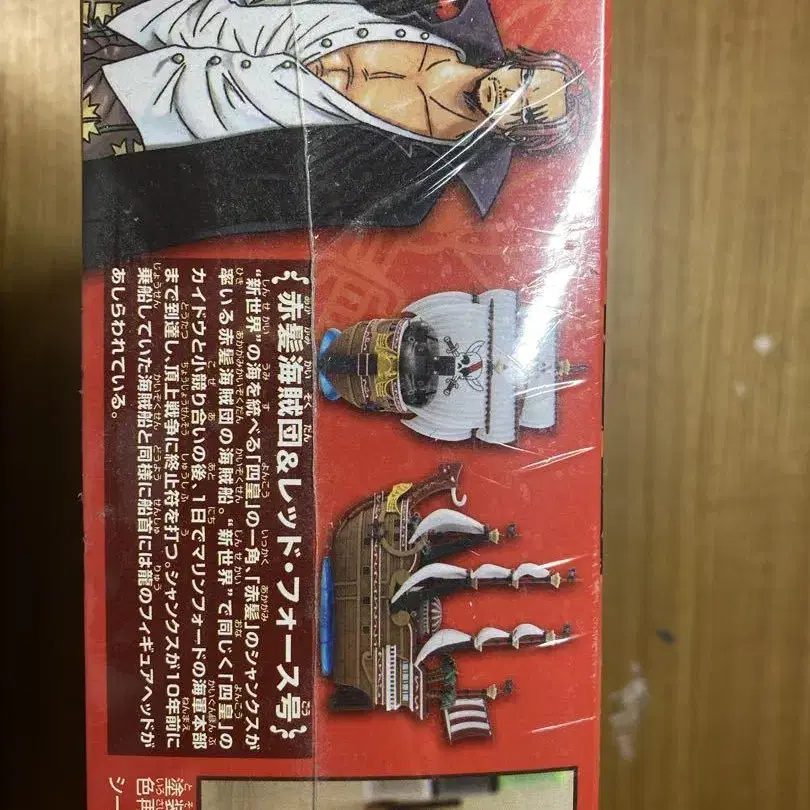 赤髪海賊団&レッド・フォース号
“新世界”の海を統べる「四皇」の一角、「赤髪」のシャンクスが
率いる赤髪海賊団の海賊船。“新世界”で同じく「四皇」の
カイドウと小競り合いの後、1日でマリンフォードの海軍本部
まで到達し、頂上戦争に終止符を打つ。シャンクスが10年前に
乗船していた海賊船と同様に船首には龍のフィギュアヘッドが
あしらわれている。
塗装
色再
シー